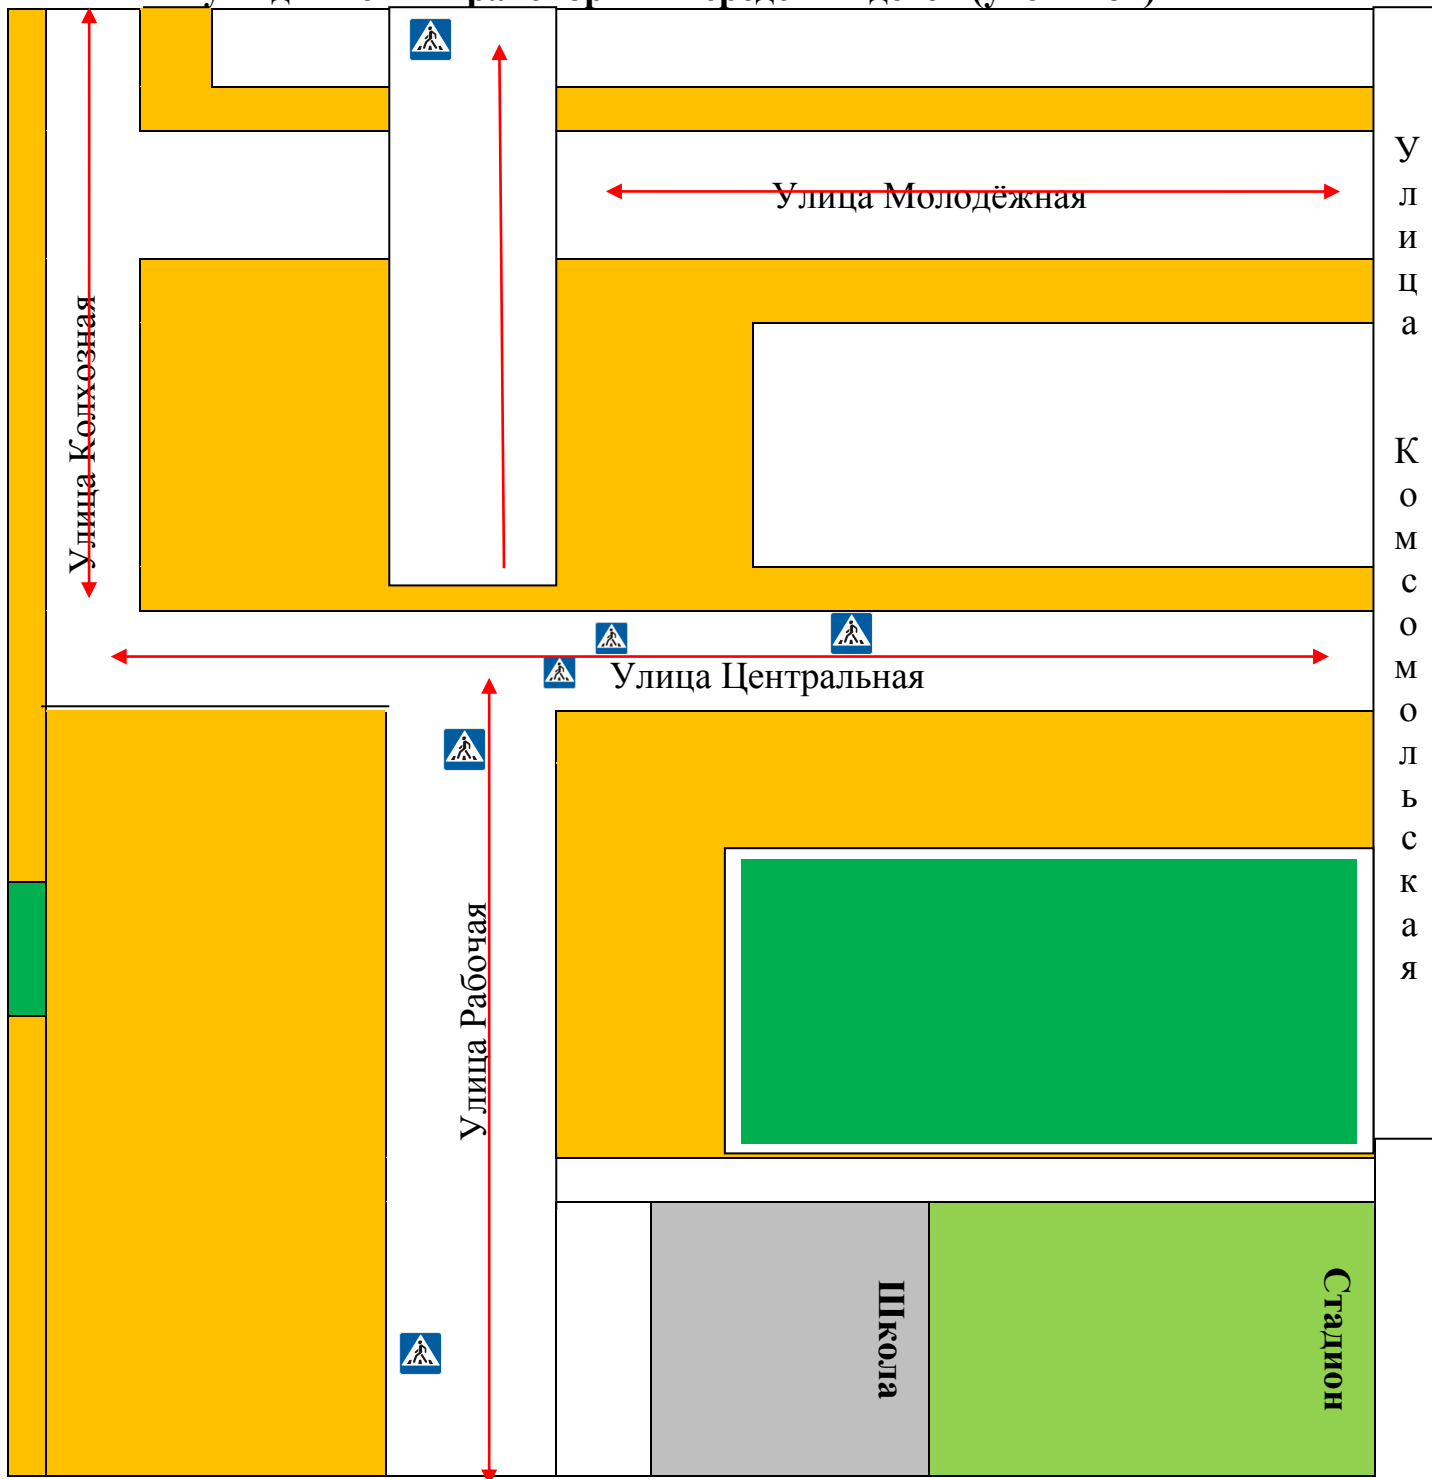 Улица Молодёжная
Улица Колхозная
Улица Комсомольская
Улица Центральная
Улица Рабочая
Школа
Стадион